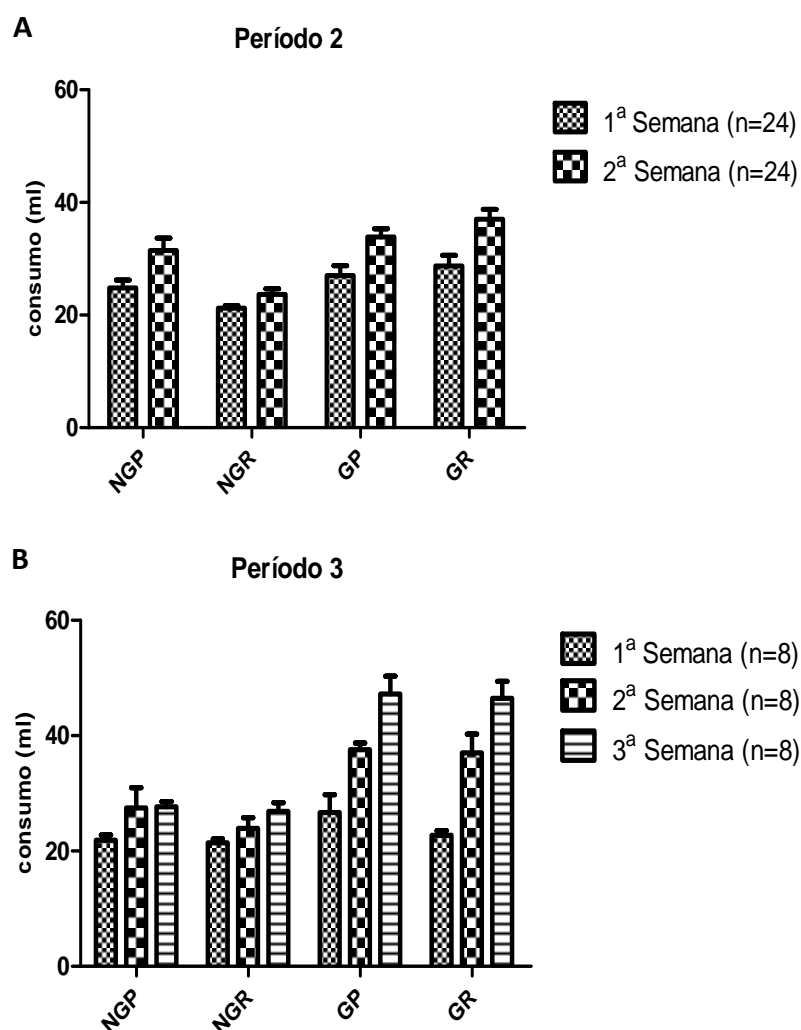 A
Período 2
60
40
20
0
consumo (ml)
NGP
NGR
GP
GR
1ª Semana (n=24)
2ª Semana (n=24)
B
Período 3
60
40
20
0
consumo (ml)
NGP
NGR
GP
GR
1ª Semana (n=8)
2ª Semana (n=8)
3ª Semana (n=8)